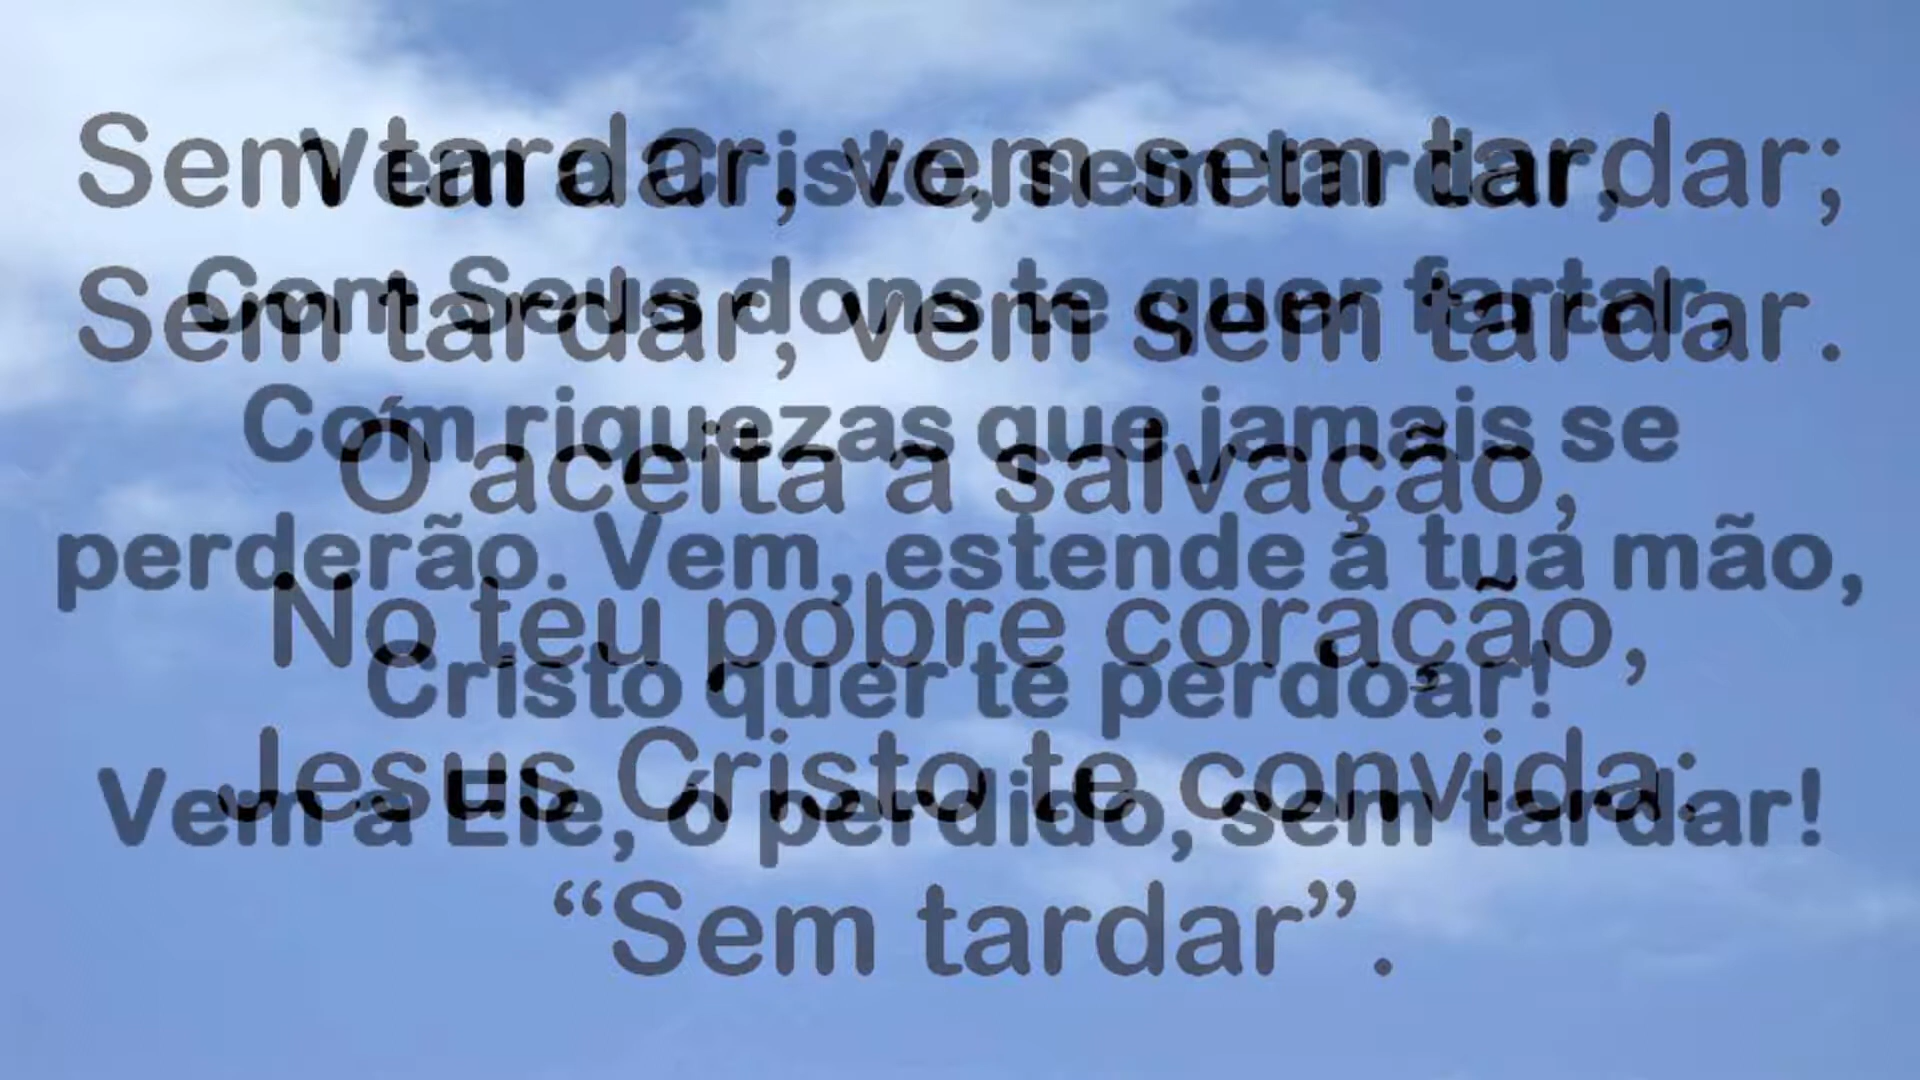 Sem tardar, vem sem tardar;
Sem tardar, vem sem tardar.
Ó aceita a salvação,
No teu pobre coração,
Jesus Cristo te convida:
“Sem tardar”.
Vem a Cristo, sem tardar,
Com Seus dons te quer fartar,
Com riquezas que jamais se
perderão. Vem, estende a tua mão,
Cristo quer te perdoar!
Vem a Ele, ó perdido, sem tardar!